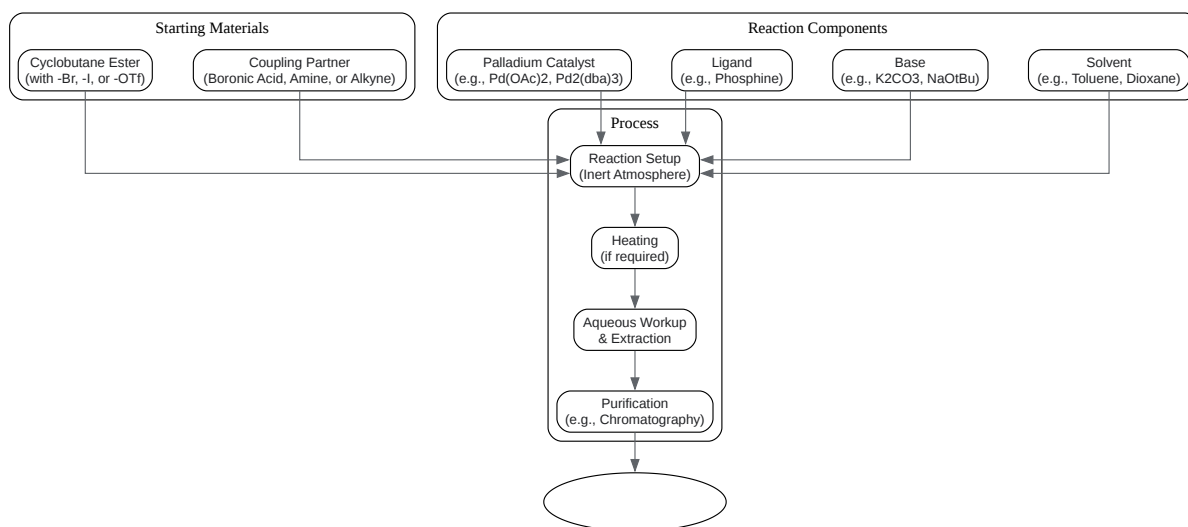 Starting Materials
Reaction Components
Cyclobutane Ester
(with -Br, -I, or -OTf)
Coupling Partner
(Boronic Acid, Amine, or Alkyne)
Palladium Catalyst
(e.g., Pd(OAc)2, Pd2(dba)3)
Ligand
(e.g., Phosphine)
Base
(e.g., K2CO3, NaOtBu)
Solvent
(e.g., Toluene, Dioxane)
Process
Reaction Setup
(Inert Atmosphere)
Heating
(if required)
Aqueous Workup
& Extraction
Purification
(e.g., Chromatography)